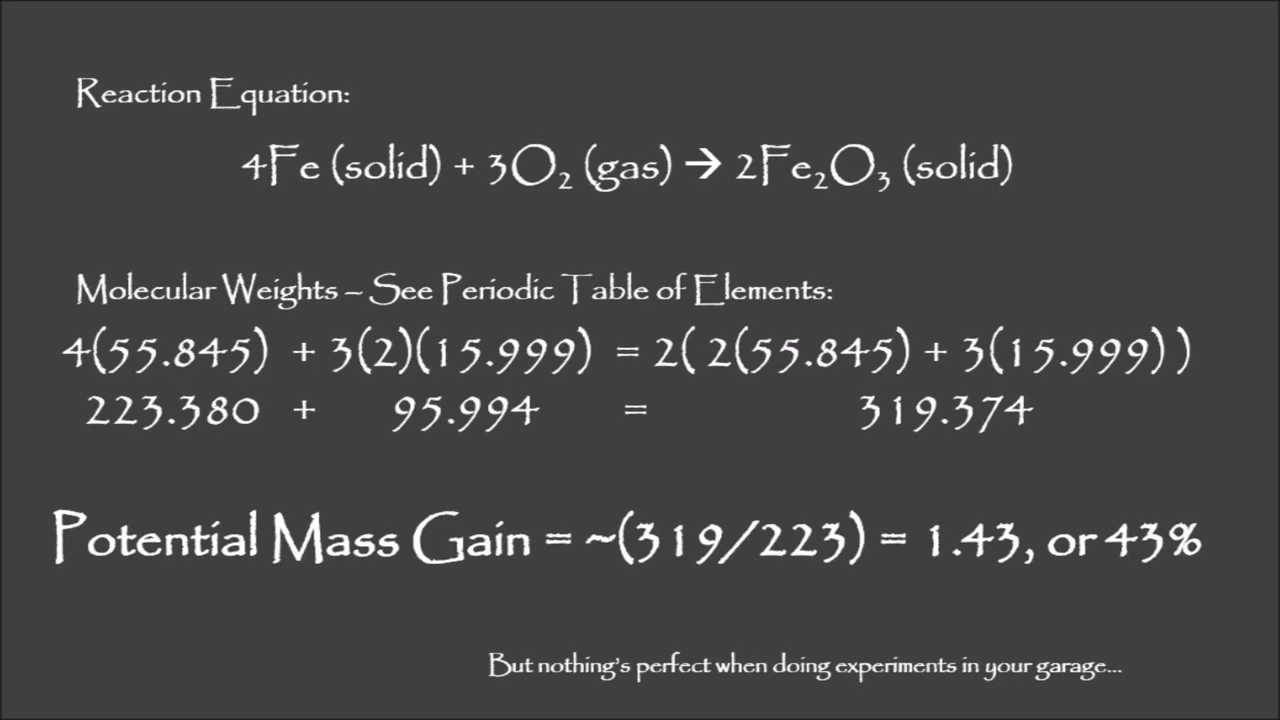 Reaction Equation:
4Fe (solid) + 3O₂ (gas) → 2Fe₂O₃ (solid)
Molecular Weights – See Periodic Table of Elements:
4(55.845) + 3(2)(15.999) = 2( 2(55.845) + 3(15.999) )
223.380 + 95.994 = 319.374
Potential Mass Gain = ~(319/223) = 1.43, or 43%
But nothing's perfect when doing experiments in your garage...